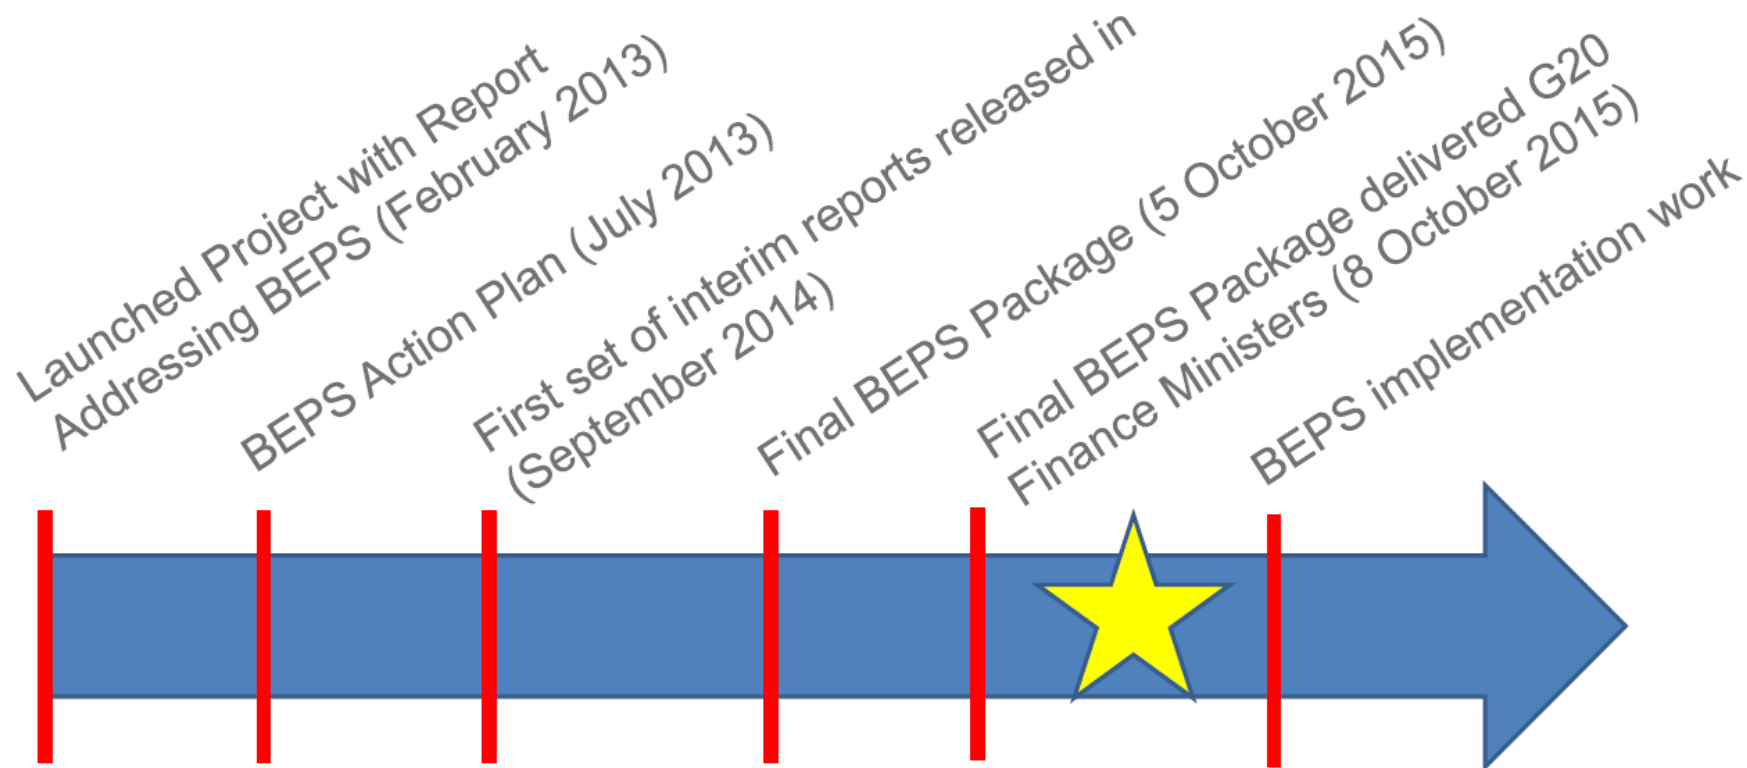 Launched Project with Report
Addressing BEPS (February 2013)
BEPS Action Plan (July 2013)
First set of interim reports released in
(September 2014)
Final BEPS Package (5 October 2015)
Final BEPS Package delivered G20
Finance Ministers (8 October 2015)
BEPS implementation work